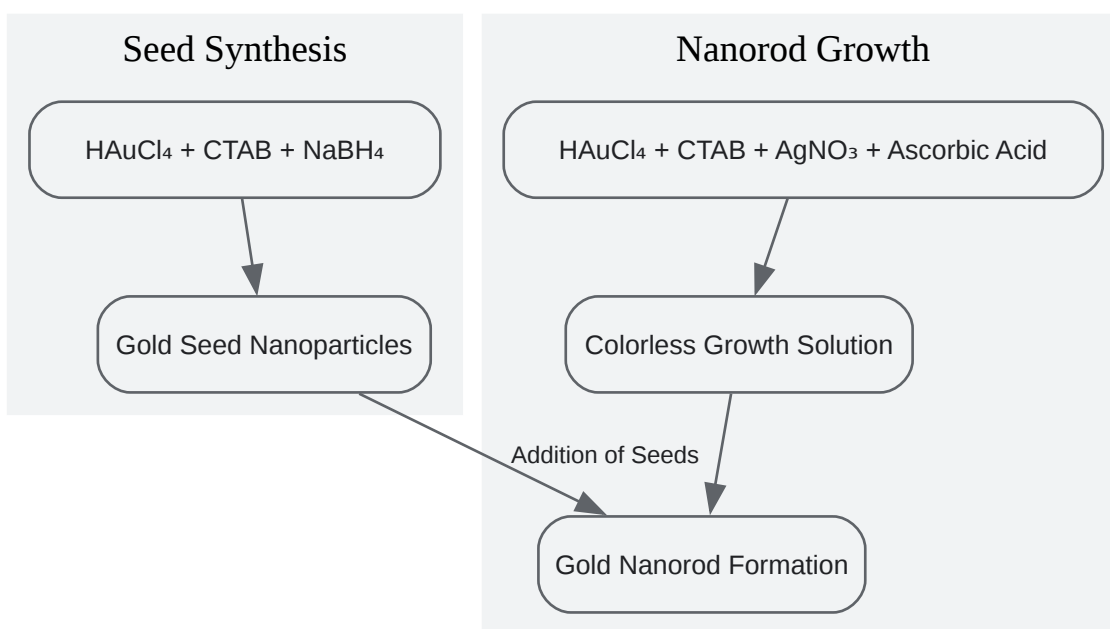 Seed Synthesis
HAuCl₄ + CTAB + NaBH₄
Gold Seed Nanoparticles
Nanorod Growth
HAuCl₄ + CTAB + AgNO₃ + Ascorbic Acid
Colorless Growth Solution
Addition of Seeds
Gold Nanorod Formation